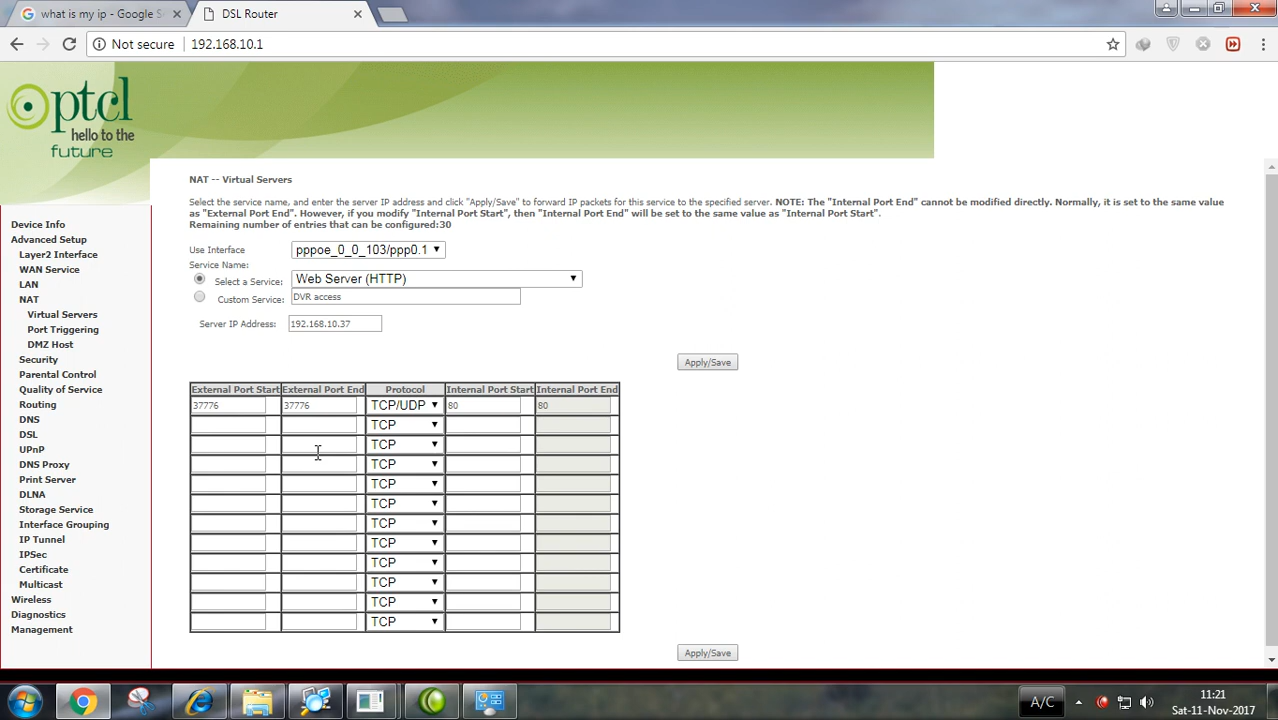 what is my ip - Google S
DSL Router
Not secure
192.168.10.1
ptcl
hello to the
future
Device Info
Advanced Setup
Layer2 Interface
WAN Service
LAN
NAT
Virtual Servers
Port Triggering
DMZ Host
Security
Parental Control
Quality of Service
Routing
DNS
DSL
UPnP
DNS Proxy
Print Server
DLNA
Storage Service
Interface Grouping
IP Tunnel
IPSec
Certificate
Multicast
Wireless
Diagnostics
Management
NAT -- Virtual Servers
Select the service name, and enter the server IP address and click "Apply/Save" to forward IP packets for this service to the specified server. NOTE: The "Internal Port End" cannot be modified directly. Normally, it is set to the same value
as "External Port End". However, if you modify "Internal Port Start", then "Internal Port End" will be set to the same value as "Internal Port Start".
Remaining number of entries that can be configured:30
Use Interface pppoe_0_0_103/ppp0.1
Service Name:
Select a Service: Web Server (HTTP)
Custom Service: DVR access
Server IP Address: 192.168.10.37
Apply/Save
External Port Start External Port End Protocol Internal Port Start Internal Port End
37776 37776 TCP/UDP 80 80
TCP
TCP
TCP
TCP
TCP
TCP
TCP
TCP
TCP
TCP
TCP
Apply/Save
A/C
11:21
Sat-11-Nov-2017